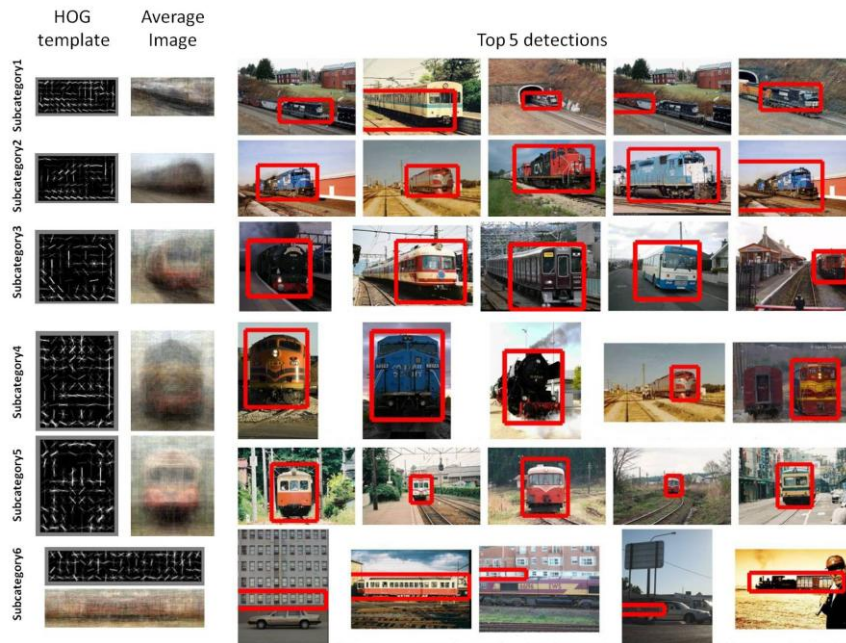 HOG
template
Average
Image
Top 5 detections
Subcategory1
Subcategory2
Subcategory3
Subcategory4
Subcategory5
Subcategory6